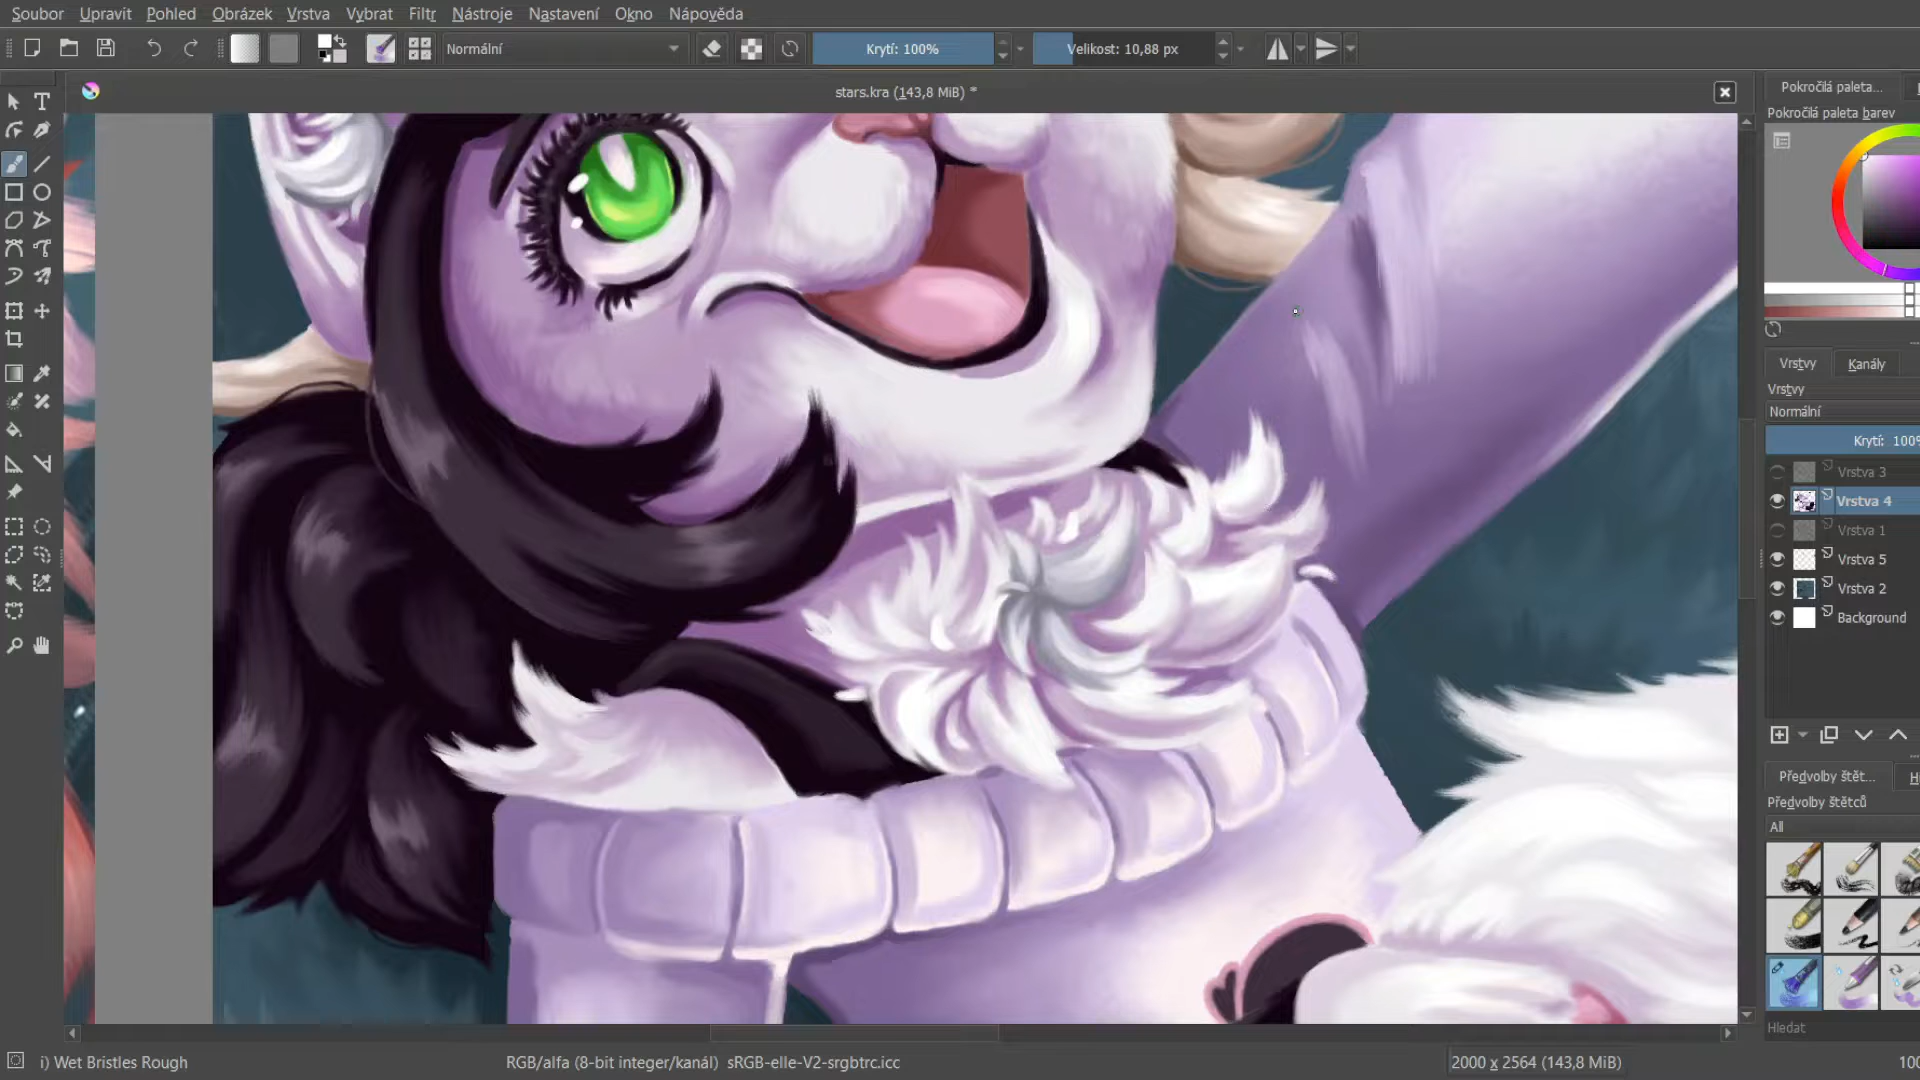 Soubor Upravit Pohled Obrázek Vrstva Vybrat Filtr Nástroje Nastavení Okno Nápověda
Normální Krytí: 100% Velikost: 10,88 px
stars.kra (143,8 MiB) *
Pokročilá paleta...
Pokročilá paleta barev
Vrstvy Kanály
Vrstvy
Normální
Krytí: 100%
Vrstva 3
Vrstva 4
Vrstva 1
Vrstva 5
Vrstva 2
Background
Předvolby štět...
Předvolby štětců
All
Hledat
i) Wet Bristles Rough RGB/alfa (8-bit integer/kanál) sRGB-elle-V2-srgbtrc.icc 2000 x 2564 (143,8 MiB)